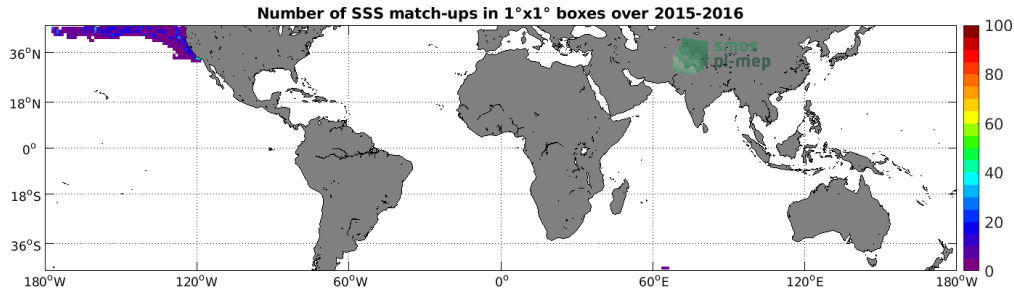 Number of SSS match-ups in 1°x1° boxes over 2015-2016
100
36°N
smos
pi-mep
80
18°N
60
0°
40
18°S
20
36°S
0
180°W 120°W 60°W 0° 60°E 120°E 180°W